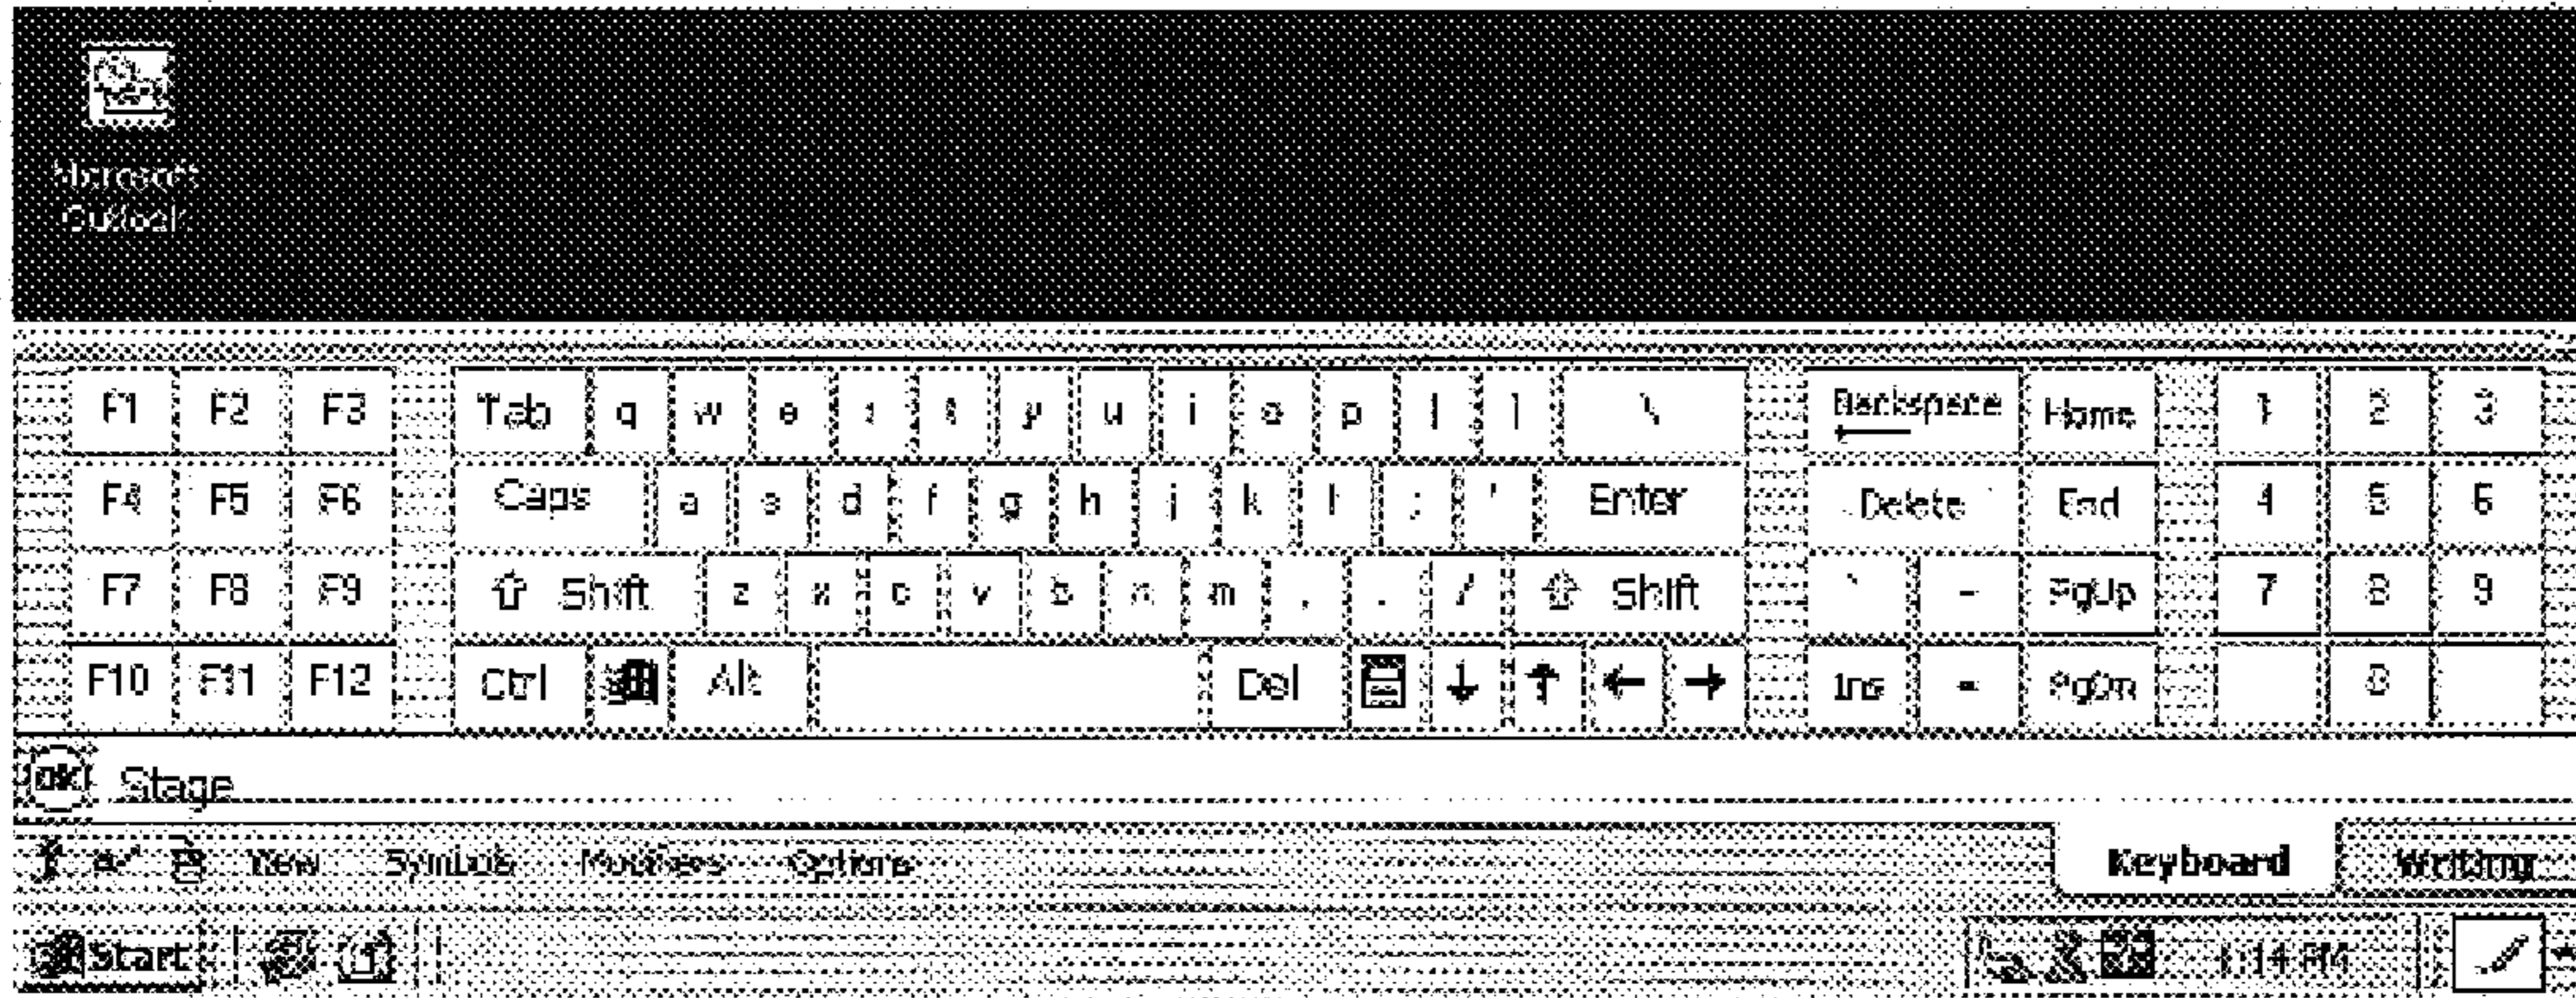 Microsoft
Outlook
F1 F2 F3 Tab q w e r t y u i o p [ ] \ Backspace Home 1 2 3
F4 F5 F6 Caps a s d f g h j k l ; ' Enter Delete End 4 5 6
F7 F8 F9 Shift z x c v b n m , . / Shift ` - PgUp 7 8 9
F10 F11 F12 Ctrl Alt Del ↓ ↑ ← → Ins = PgDn 0
ok Stage
View Symbols Modifiers Options Keyboard Writing
Start